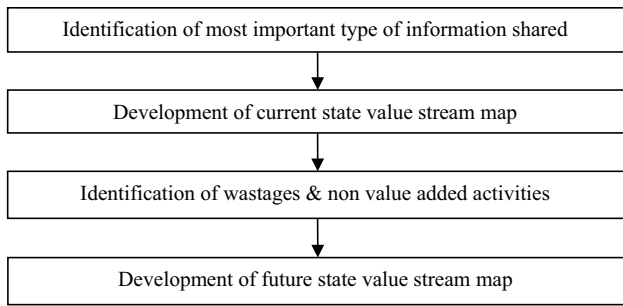 Identification of most important type of information shared
Development of current state value stream map
Identification of wastages & non value added activities
Development of future state value stream map